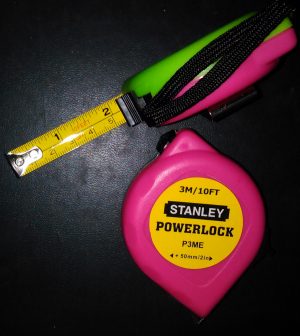 1 2
3M/10FT
STANLEY
POWERLOCK
P3ME
◄ + 50mm/2in ►